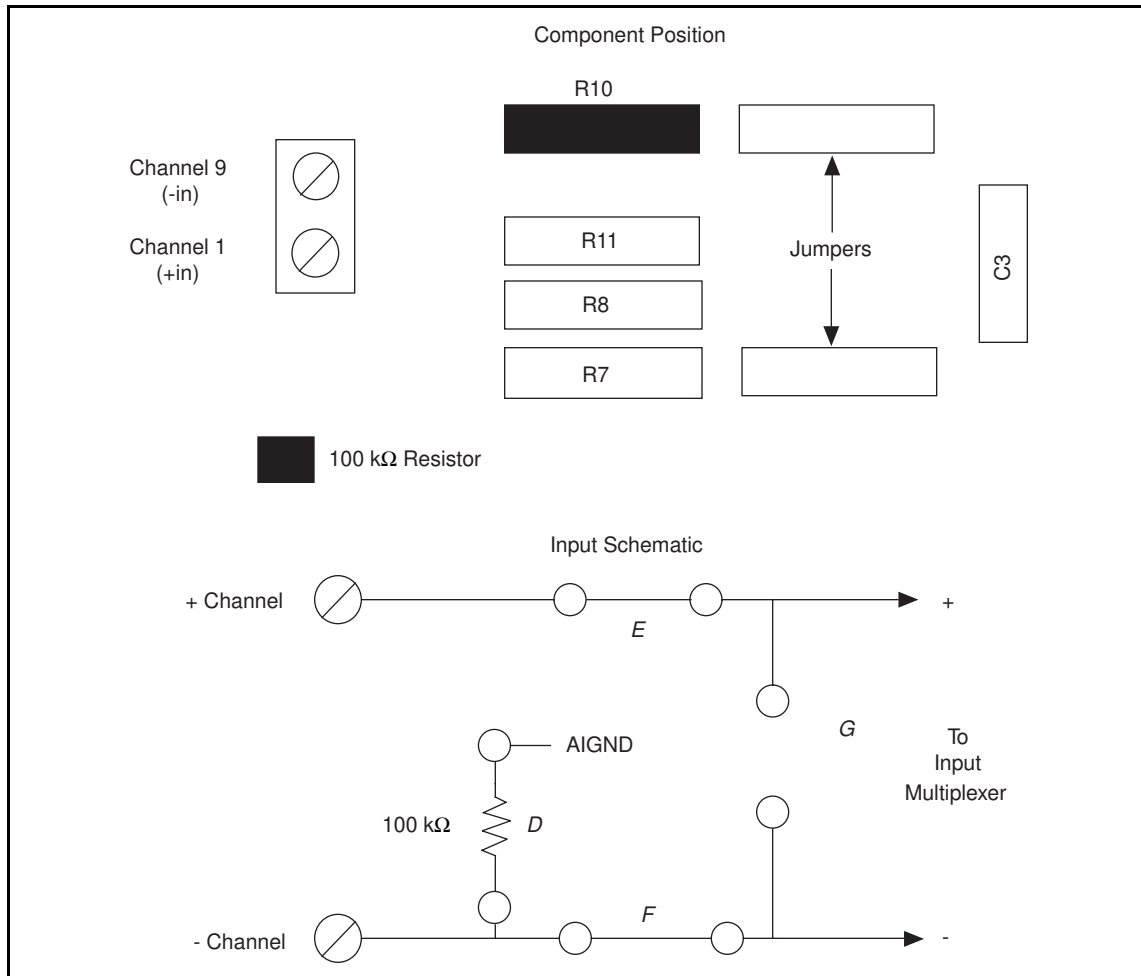 Component Position
R10
Channel 9
(-in)
Channel 1
(+in)
R11
Jumpers
C3
R8
R7
100 kΩ Resistor
Input Schematic
+ Channel
+
E
G
AIGND
To
Input
Multiplexer
100 kΩ
D
F
- Channel
-